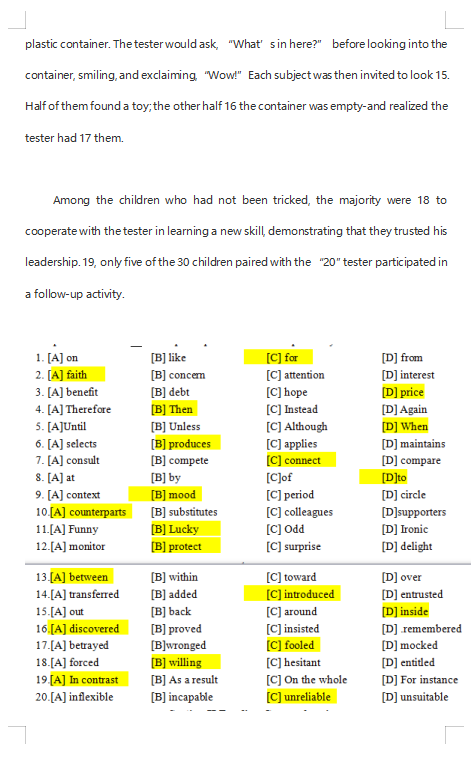 plastic container. The tester would ask, “What’s in here?” before looking into the
container, smiling, and exclaiming, “Wow!” Each subject was then invited to look 15.
Half of them found a toy; the other half 16 the container was empty-and realized the
tester had 17 them.
Among the children who had not been tricked, the majority were 18 to
cooperate with the tester in learning a new skill, demonstrating that they trusted his
leadership. 19, only five of the 30 children paired with the “20” tester participated in
a follow-up activity.
1. [A] on [B] like [C] for [D] from
2. [A] faith [B] concern [C] attention [D] interest
3. [A] benefit [B] debt [C] hope [D] price
4. [A] Therefore [B] Then [C] Instead [D] Again
5. [A]Until [B] Unless [C] Although [D] When
6. [A] selects [B] produces [C] applies [D] maintains
7. [A] consult [B] compete [C] connect [D] compare
8. [A] at [B] by [C]of [D]to
9. [A] context [B] mood [C] period [D] circle
10.[A] counterparts [B] substitutes [C] colleagues [D]supporters
11.[A] Funny [B] Lucky [C] Odd [D] Ironic
12.[A] monitor [B] protect [C] surprise [D] delight
13.[A] between [B] within [C] toward [D] over
14.[A] transferred [B] added [C] introduced [D] entrusted
15.[A] out [B] back [C] around [D] inside
16.[A] discovered [B] proved [C] insisted [D] .remembered
17.[A] betrayed [B]wronged [C] fooled [D] mocked
18.[A] forced [B] willing [C] hesitant [D] entitled
19.[A] In contrast [B] As a result [C] On the whole [D] For instance
20.[A] inflexible [B] incapable [C] unreliable [D] unsuitable